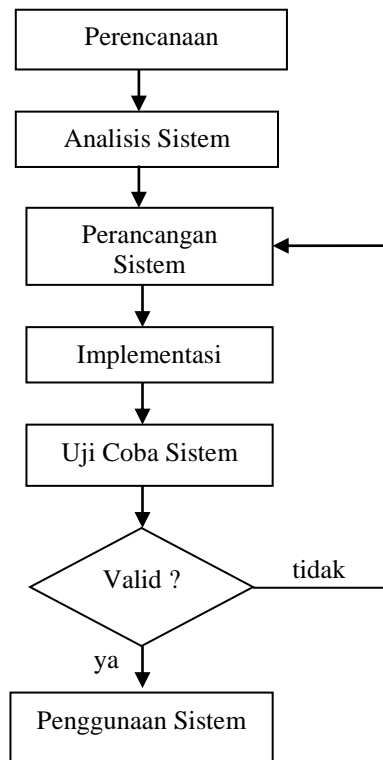 Perencanaan
Analisis Sistem
Perancangan
Sistem
Implementasi
Uji Coba Sistem
Valid ?
tidak
ya
Penggunaan Sistem